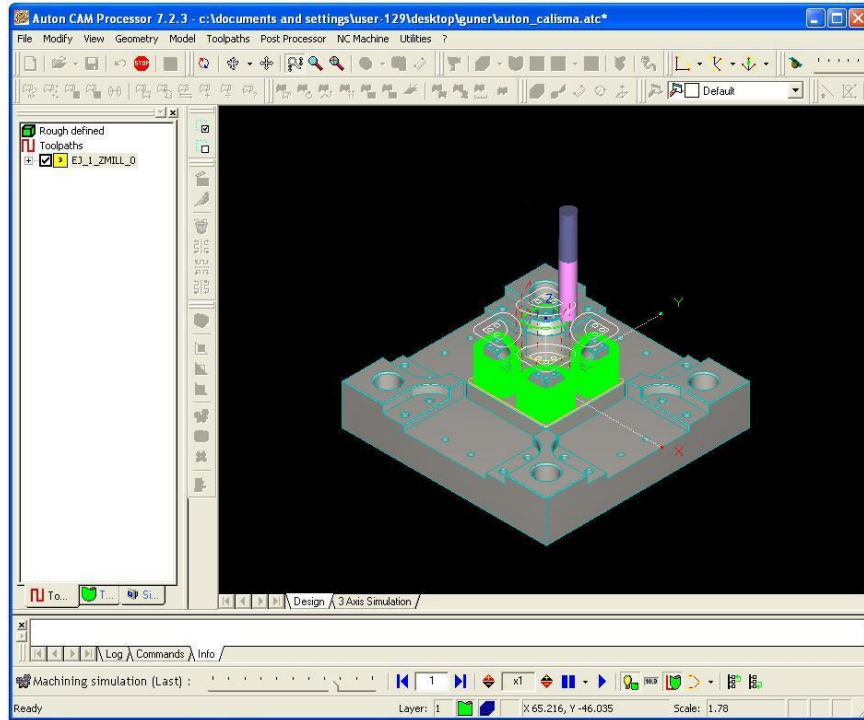 Auton CAM Processor 7.2.3 - c:\documents and settings\user-129\desktop\guner\auton_calisma.atc*
File Modify View Geometry Model Toolpaths Post Processor NC Machine Utilities ?
STOP
Default
Rough defined
Toolpaths
3 EJ_1_ZMILL_0
Z
Y
X
To... T... Si...
Design 3 Axis Simulation
Log Commands Info
Machining simulation (Last) : 1 x1
Ready Layer: 1 X 65.216, Y -46.035 Scale: 1.78